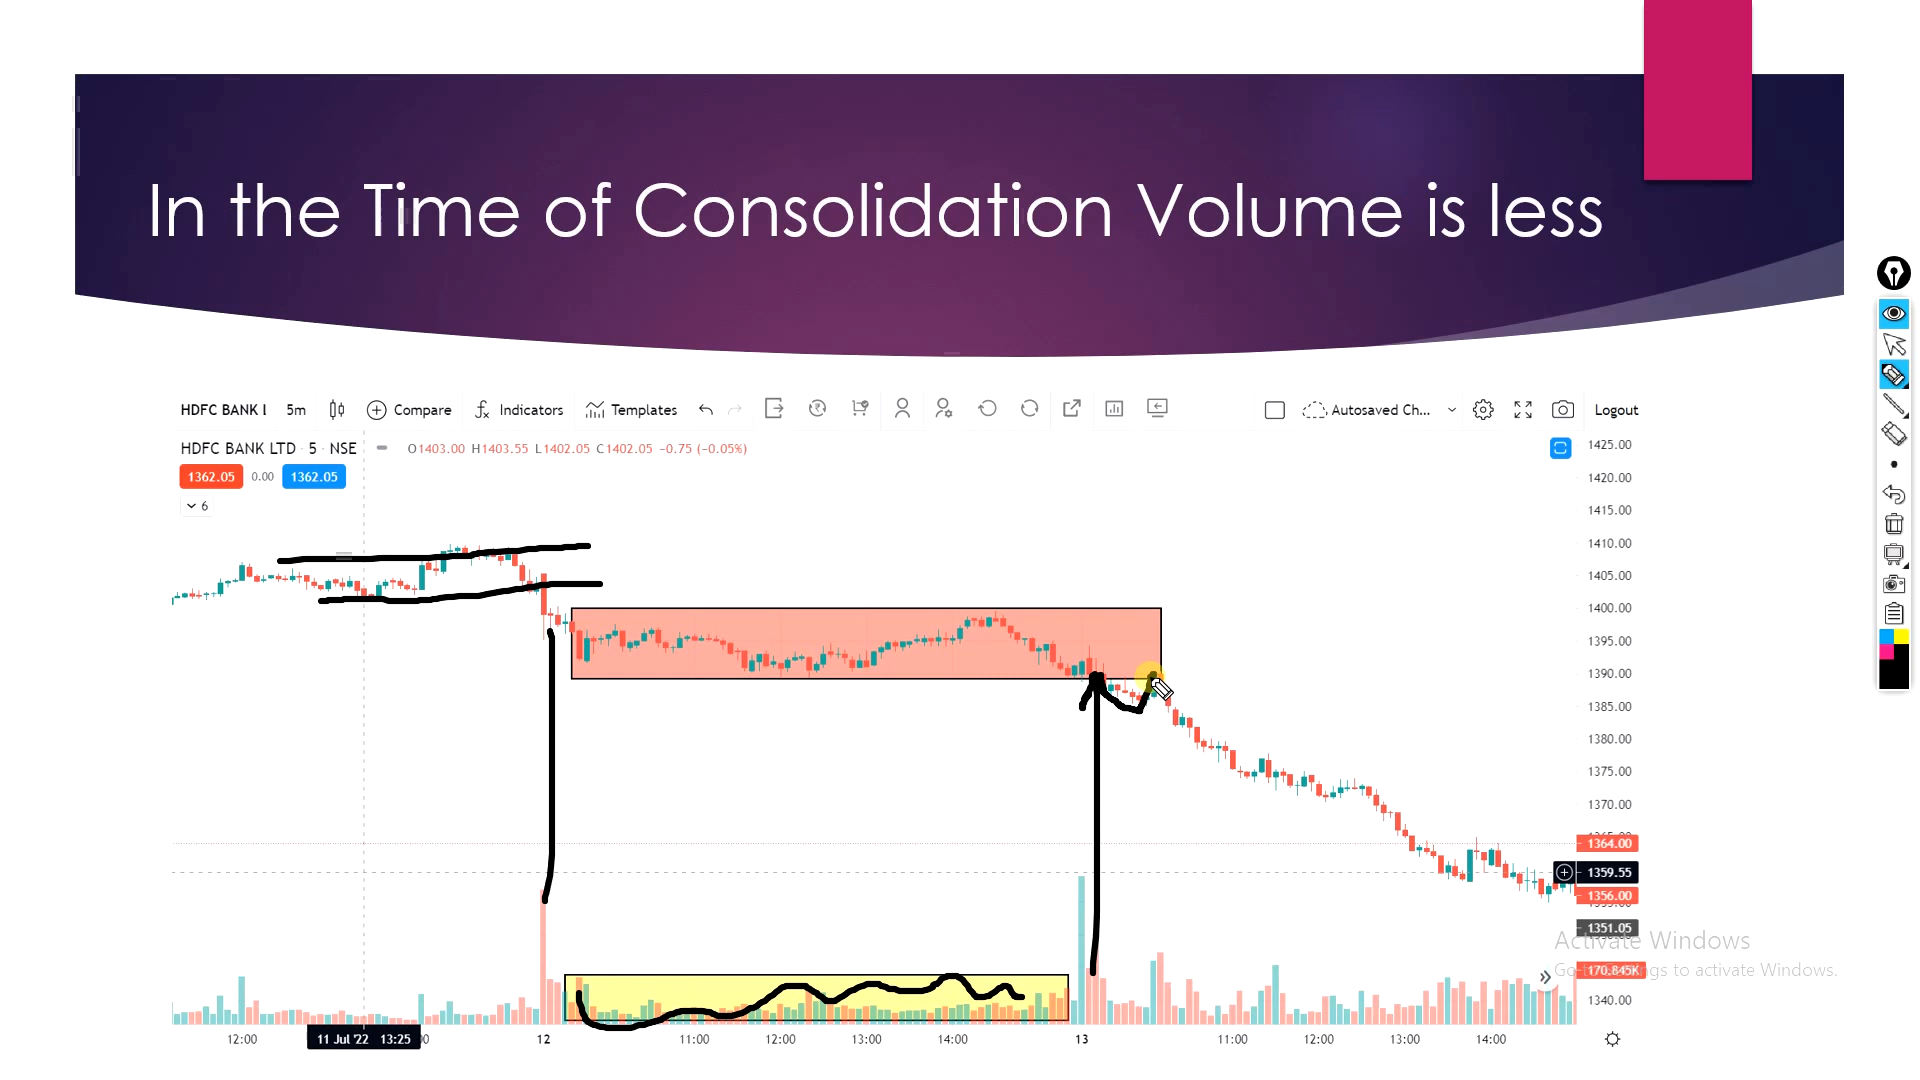 In the Time of Consolidation Volume is less
HDFC BANK I 5m Compare Indicators Templates Autosaved Ch... Logout
HDFC BANK LTD · 5 · NSE O1403.00 H1403.55 L1402.05 C1402.05 -0.75 (-0.05%)
1362.05 0.00 1362.05
6
1425.00
1420.00
1415.00
1410.00
1405.00
1400.00
1395.00
1390.00
1385.00
1380.00
1375.00
1370.00
1364.00
1359.55
1356.00
1351.05
Activate Windows
170.845K
to activate Windows.
1340.00
12:00 11 Jul '22 13:25 12 11:00 12:00 13:00 14:00 13 11:00 12:00 13:00 14:00